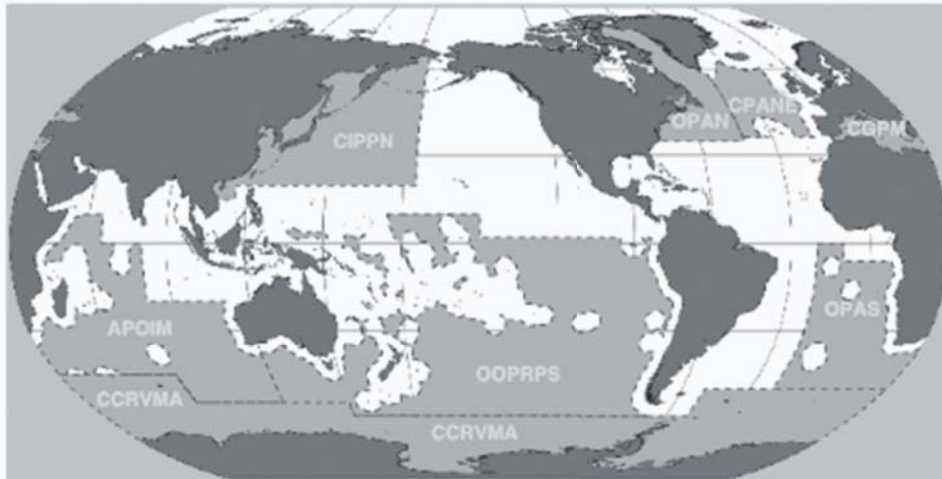 CPANE
OPAN
CGPM
CIPPN
OPAS
APOIM
OOPRPS
CCRVMA
CCRVMA